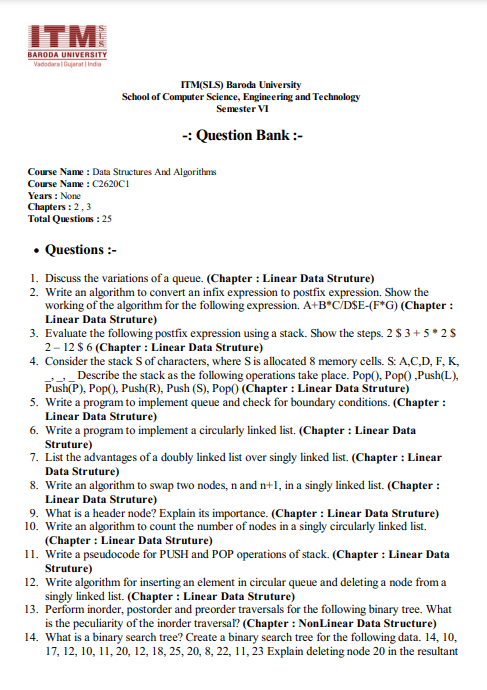 ITM SLS
BARODA UNIVERSITY
Vadodara | Gujarat | India
ITM(SLS) Baroda University
School of Computer Science, Engineering and Technology
Semester VI
-: Question Bank :-
Course Name : Data Structures And Algorithms
Course Name : C2620C1
Years : None
Chapters : 2 , 3
Total Questions : 25
• Questions :-
1. Discuss the variations of a queue. (Chapter : Linear Data Struture)
2. Write an algorithm to convert an infix expression to postfix expression. Show the
working of the algorithm for the following expression. A+B*C/D$E-(F*G) (Chapter :
Linear Data Struture)
3. Evaluate the following postfix expression using a stack. Show the steps. 2 $ 3 + 5 * 2 $
2 – 12 $ 6 (Chapter : Linear Data Struture)
4. Consider the stack S of characters, where S is allocated 8 memory cells. S: A,C,D, F, K,
_, _, _ Describe the stack as the following operations take place. Pop(), Pop() ,Push(L),
Push(P), Pop(), Push(R), Push (S), Pop() (Chapter : Linear Data Struture)
5. Write a program to implement queue and check for boundary conditions. (Chapter :
Linear Data Struture)
6. Write a program to implement a circularly linked list. (Chapter : Linear Data
Struture)
7. List the advantages of a doubly linked list over singly linked list. (Chapter : Linear
Data Struture)
8. Write an algorithm to swap two nodes, n and n+1, in a singly linked list. (Chapter :
Linear Data Struture)
9. What is a header node? Explain its importance. (Chapter : Linear Data Struture)
10. Write an algorithm to count the number of nodes in a singly circularly linked list.
(Chapter : Linear Data Struture)
11. Write a pseudocode for PUSH and POP operations of stack. (Chapter : Linear Data
Struture)
12. Write algorithm for inserting an element in circular queue and deleting a node from a
singly linked list. (Chapter : Linear Data Struture)
13. Perform inorder, postorder and preorder traversals for the following binary tree. What
is the peculiarity of the inorder traversal? (Chapter : NonLinear Data Structure)
14. What is a binary search tree? Create a binary search tree for the following data. 14, 10,
17, 12, 10, 11, 20, 12, 18, 25, 20, 8, 22, 11, 23 Explain deleting node 20 in the resultant